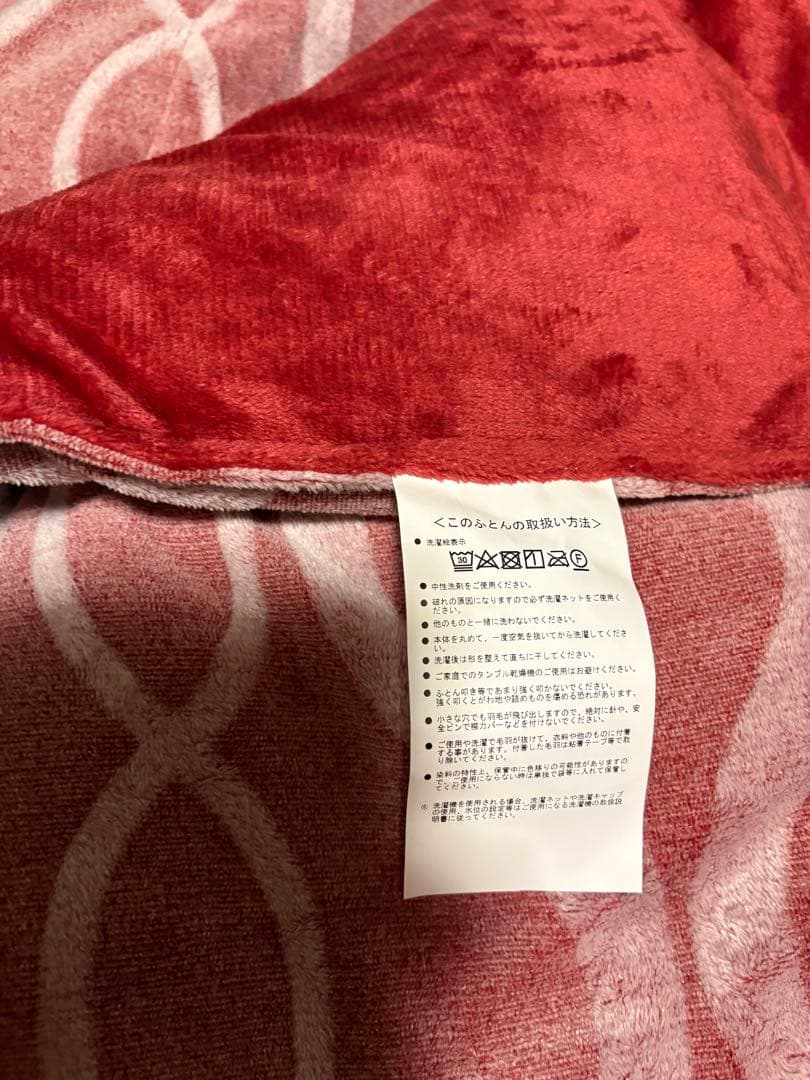 ＜このふとんの取扱い方法＞
● 洗濯絵表示
30 F
● 中性洗剤をご使用ください。
● 破れの原因になりますので必ず洗濯ネットをご使用く
ださい。
● 他のものと一緒に洗わないでください。
● 本体を丸めて、一度空気を抜いてから洗濯してくださ
い。
● 洗濯後は形を整えて直ちに干してください。
● ご家庭でのタンブル乾燥機のご使用はお避けください。
● ふとん叩き等であまり強く叩かないでください。
強く叩くとがわ地や詰めものを傷める恐れがあります。
● 小さな穴でも羽毛が飛び出しますので、絶対に針や、安
全ピンで衿カバーなどを付けないでください。
● ご使用や洗濯で毛羽が抜けて、衣料や他のものに付着
する事があります。付着した毛羽は粘着テープ等で取
り除いてください。
● 染料の特性上、保管中に色移りの可能性がありますの
で、ご使用にならない時は単独で袋等に入れて保管し
てください。
※ 洗濯機を使用される場合、洗濯ネットや洗濯キャップ
の使用、水位の設定等はご使用になる洗濯機の取扱説
明書に従ってください。